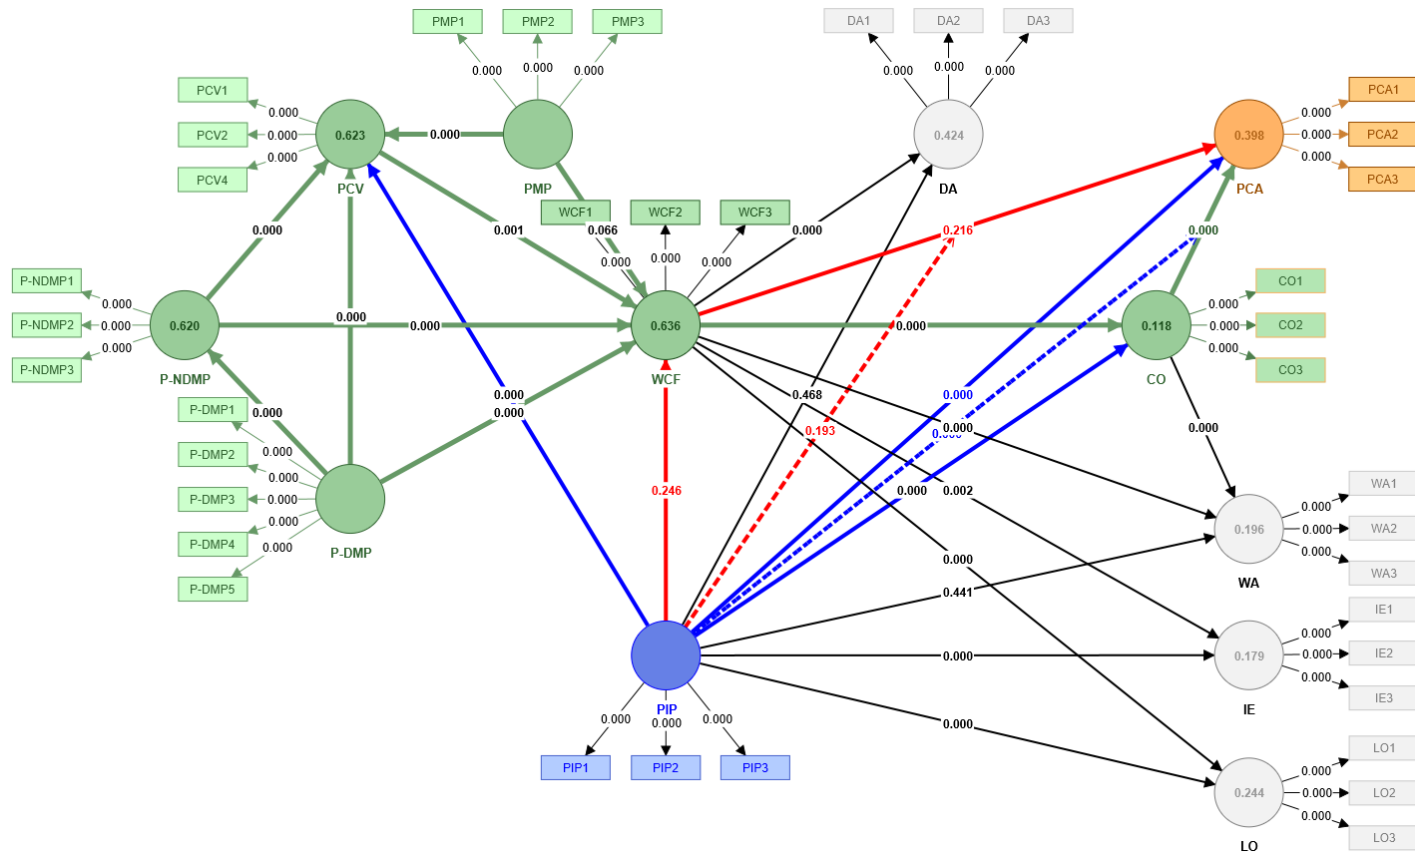 PMP1 PMP2 PMP3 DA1 DA2 DA3
0.000 0.000 0.000 0.000 0.000 0.000
PCV1 PCA1
0.000 0.000
PCV2 0.000 0.623 0.000 0.424 0.398 0.000 PCA2
0.000 0.000
PCV4 PCA3
PCV PMP DA PCA
WCF1 WCF2 WCF3
0.000 0.001 0.066 0.000 0.216 0.000
0.000 0.000 0.000
P-NDMP1 CO1
0.000 0.000
0.000
P-NDMP2 0.000 0.620 0.000 0.636 0.000 0.118 0.000 CO2
0.000 0.000
P-NDMP3 CO3
P-NDMP WCF CO
0.000 0.468 0.000
P-DMP1 0.000 0.000
0.193 0.000 0.000
0.000
P-DMP2
0.000
WA1
0.246 0.000 0.002
P-DMP3 0.000
0.000
0.000
P-DMP4 0.196 0.000 WA2
0.000 0.000
P-DMP
0.000 WA3
P-DMP5 0.441 WA
IE1
0.000
0.000 0.179 0.000 IE2
0.000
IE3
PIP IE
0.000 0.000 0.000 0.000
LO1
PIP1 PIP2 PIP3 0.000
0.244 0.000 LO2
0.000
LO3
LO